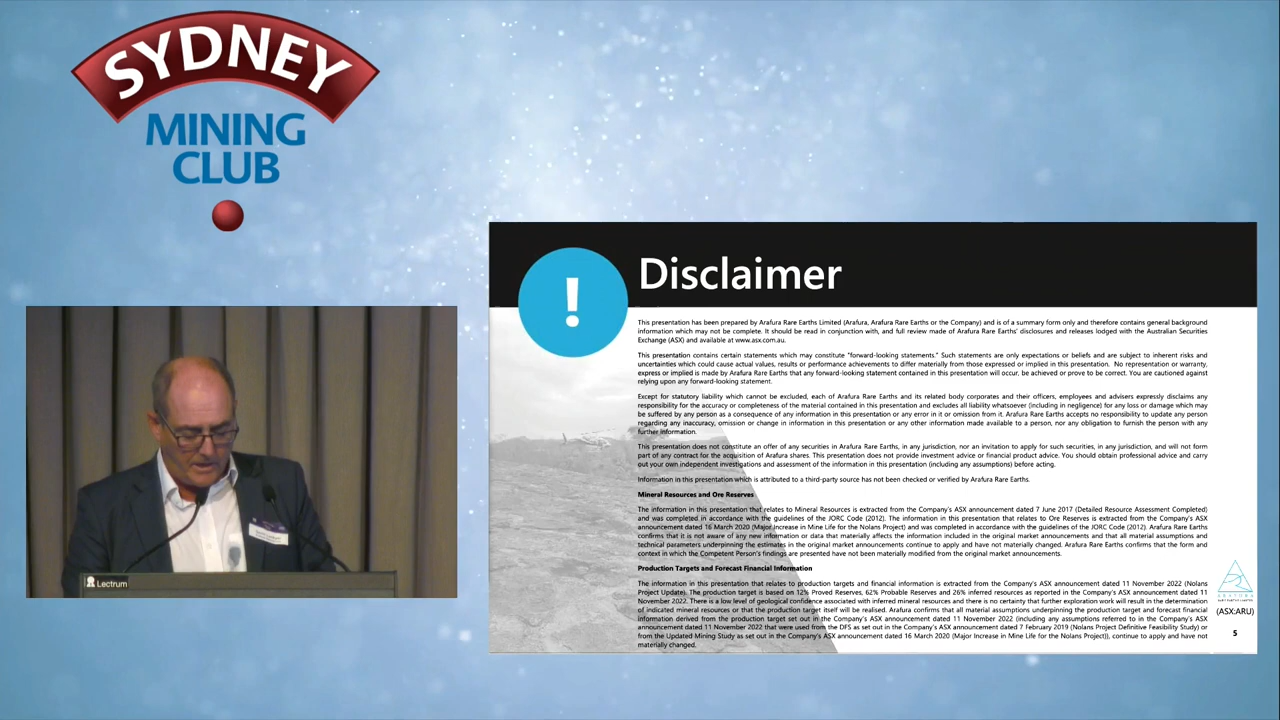 SYDNEY
MINING
CLUB
Lectrum
Disclaimer
This presentation has been prepared by Arafura Rare Earths Limited (Arafura, Arafura Rare Earths or the Company) and is of a summary form only and therefore contains general background
information which may not be complete. It should be read in conjunction with, and full review made of Arafura Rare Earths' disclosures and releases lodged with the Australian Securities
Exchange (ASX) and available at www.asx.com.au.
This presentation contains certain statements which may constitute "forward-looking statements." Such statements are only expectations or beliefs and are subject to inherent risks and
uncertainties which could cause actual values, results or performance achievements to differ materially from those expressed or implied in this presentation. No representation or warranty,
express or implied is made by Arafura Rare Earths that any forward-looking statement contained in this presentation will occur, be achieved or prove to be correct. You are cautioned against
relying upon any forward-looking statement.
Except for statutory liability which cannot be excluded, each of Arafura Rare Earths and its related body corporates and their officers, employees and advisers expressly disclaims any
responsibility for the accuracy or completeness of the material contained in this presentation and excludes all liability whatsoever (including in negligence) for any loss or damage which may
be suffered by any person as a consequence of any information in this presentation or any error in it or omission from it. Arafura Rare Earths accepts no responsibility to update any person
regarding any inaccuracy, omission or change in information in this presentation or any other information made available to a person, nor any obligation to furnish the person with any
further information.
This presentation does not constitute an offer of any securities in Arafura Rare Earths, in any jurisdiction, nor an invitation to apply for such securities, in any jurisdiction, and will not form
part of any contract for the acquisition of Arafura shares. This presentation does not provide investment advice or financial product advice. You should obtain professional advice and carry
out your own independent investigations and assessment of the information in this presentation (including any assumptions) before acting.
Information in this presentation which is attributed to a third-party source has not been checked or verified by Arafura Rare Earths.
Mineral Resources and Ore Reserves
The information in this presentation that relates to Mineral Resources is extracted from the Company's ASX announcement dated 7 June 2017 (Detailed Resource Assessment Completed)
and was completed in accordance with the guidelines of the JORC Code (2012). The information in this presentation that relates to Ore Reserves is extracted from the Company's ASX
announcement dated 16 March 2020 (Major Increase in Mine Life for the Nolans Project) and was completed in accordance with the guidelines of the JORC Code (2012). Arafura Rare Earths
confirms that it is not aware of any new information or data that materially affects the information included in the original market announcements and that all material assumptions and
technical parameters underpinning the estimates in the original market announcements continue to apply and have not materially changed. Arafura Rare Earths confirms that the form and
context in which the Competent Person's findings are presented have not been materially modified from the original market announcements.
Production Targets and Forecast Financial Information
The information in this presentation that relates to production targets and financial information is extracted from the Company's ASX announcement dated 11 November 2022 (Nolans
Project Update). The production target is based on 12% Proved Reserves, 62% Probable Reserves and 26% inferred resources as reported in the Company's ASX announcement dated 11
November 2022. There is a low level of geological confidence associated with inferred mineral resources and there is no certainty that further exploration work will result in the determination
of indicated mineral resources or that the production target itself will be realised. Arafura confirms that all material assumptions underpinning the production target and forecast financial
information derived from the production target set out in the Company's ASX announcement dated 11 November 2022 (including any assumptions referred to in the Company's ASX
announcement dated 11 November 2022 that were used from the DFS as set out in the Company's ASX announcement dated 7 February 2019 (Nolans Project Definitive Feasibility Study) or
from the Updated Mining Study as set out in the Company's ASX announcement dated 16 March 2020 (Major Increase in Mine Life for the Nolans Project)), continue to apply and have not
materially changed.
ARAFURA
RARE EARTHS LIMITED
(ASX:ARU)
5